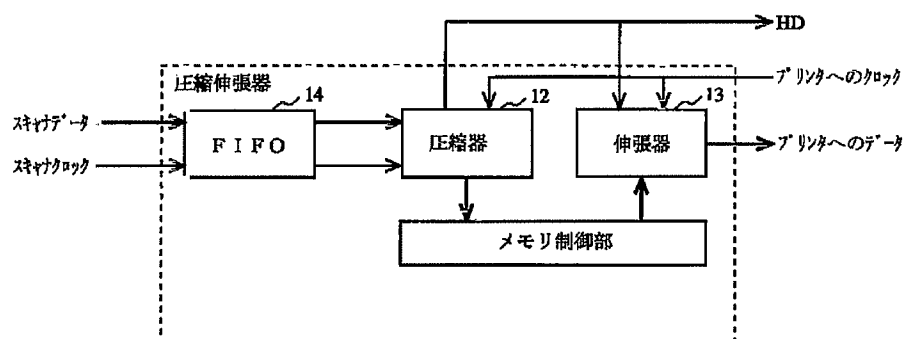 HD
圧縮伸張器
ﾌﾟﾘﾝﾀへのｸﾛｯｸ
14
12
13
ｽｷｬﾅﾃﾞｰﾀ
ＦＩＦＯ
圧縮器
伸張器
ﾌﾟﾘﾝﾀへのﾃﾞｰﾀ
ｽｷｬﾅｸﾛｯｸ
メモリ制御部